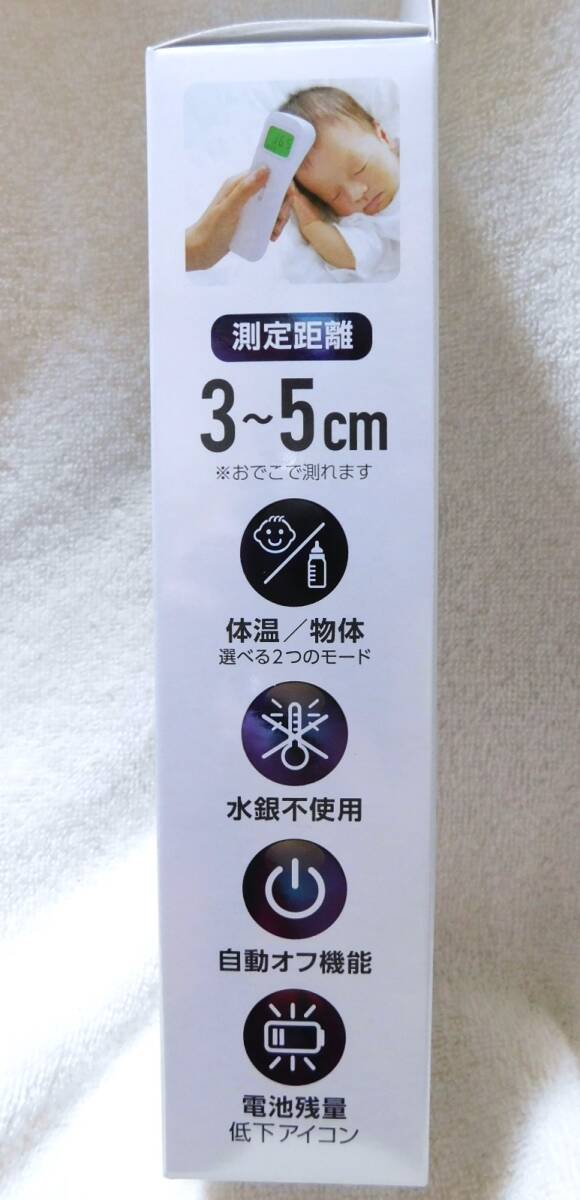 測定距離
3~5cm
※おでこで測れます
体温／物体
選べる2つのモード
水銀不使用
自動オフ機能
電池残量
低下アイコン